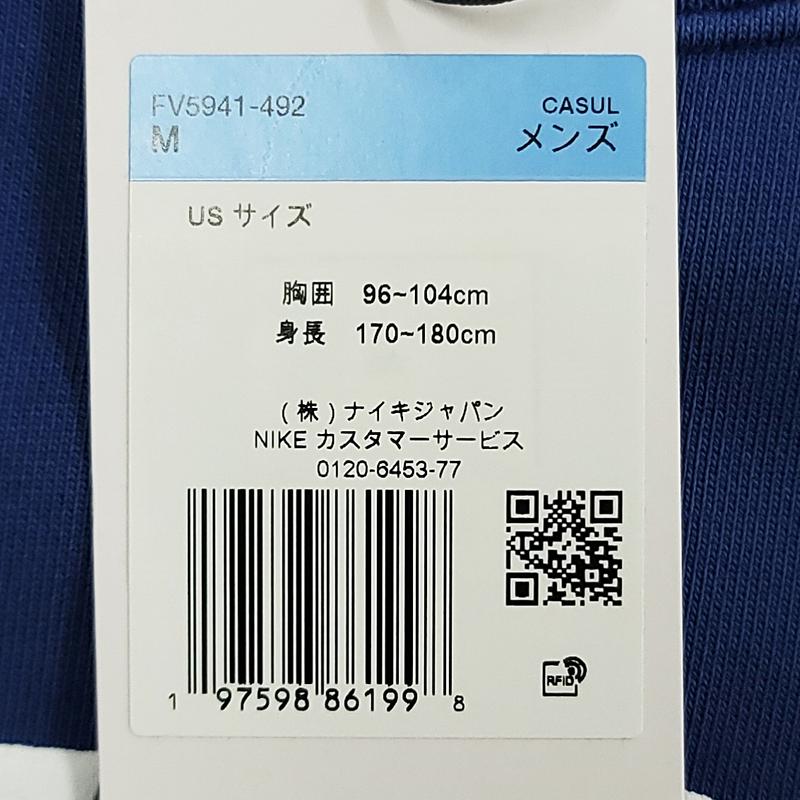 FV5941-492
CASUL
M
メンズ
US サイズ
胸囲 96~104cm
身長 170~180cm
(株)ナイキジャパン
NIKE カスタマーサービス
0120-6453-77
1 97598 86199 8
RFID